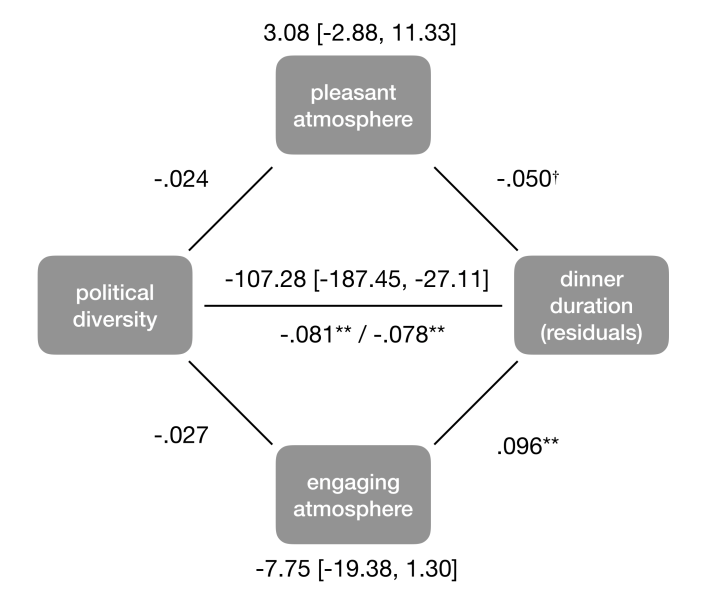 3.08 [-2.88, 11.33]
pleasant
atmosphere
-.024
-.050†
-107.28 [-187.45, -27.11]
political
diversity
dinner
duration
(residuals)
-.081** / -.078**
-.027
.096**
engaging
atmosphere
-7.75 [-19.38, 1.30]